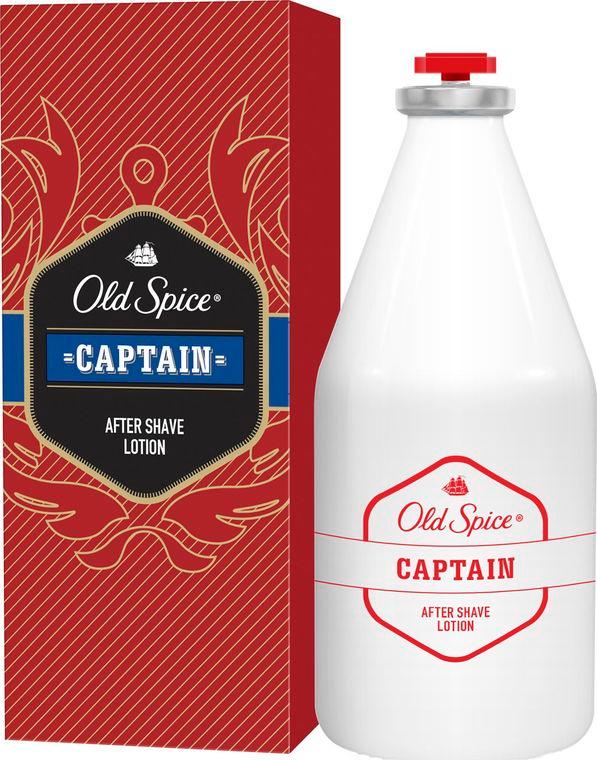 Old Spice®
CAPTAIN
AFTER SHAVE
LOTION
Old Spice®
CAPTAIN
AFTER SHAVE
LOTION